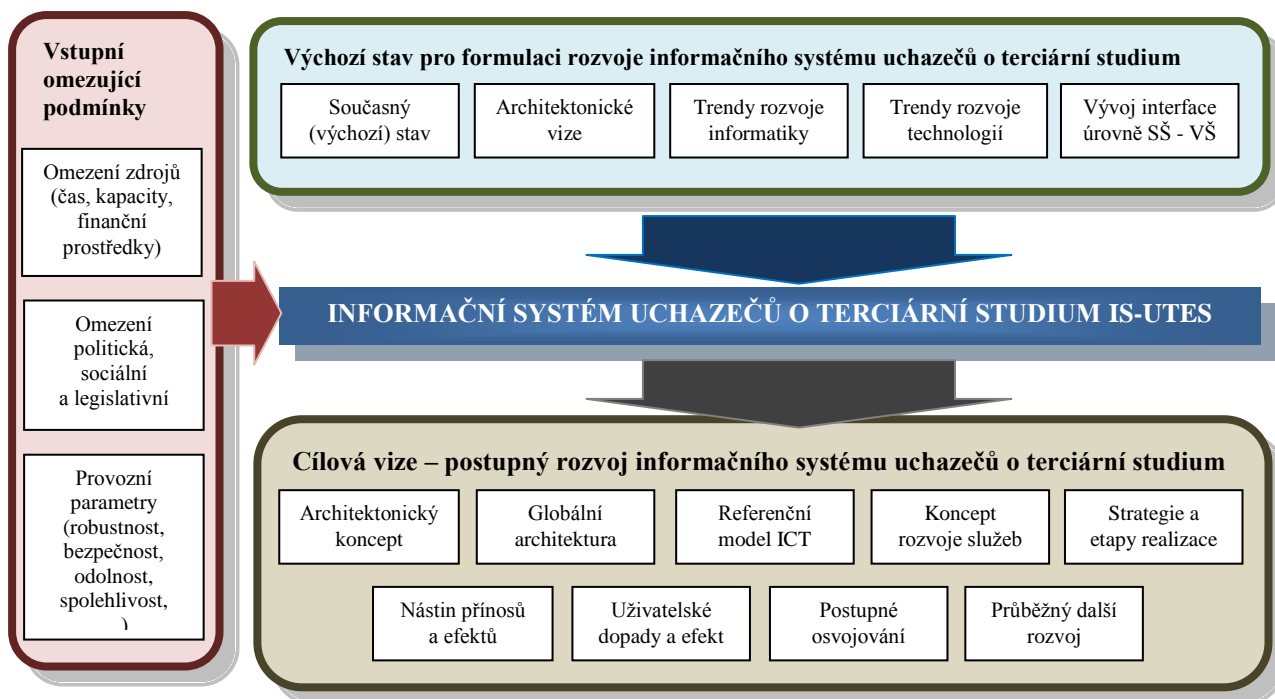 Vstupní
omezující
podmínky
Omezení zdrojů
(čas, kapacity,
finanční
prostředky)
Omezení
politická,
sociální
a legislativní
Provozní
parametry
(robustnost,
bezpečnost,
odolnost,
spolehlivost,
)
Výchozí stav pro formulaci rozvoje informačního systému uchazečů o terciární studium
Současný
(výchozí) stav
Architektonické
vize
Trendy rozvoje
informatiky
Trendy rozvoje
technologií
Vývoj interface
úrovně SŠ - VŠ
INFORMAČNÍ SYSTÉM UCHAZEČŮ O TERCIÁRNÍ STUDIUM IS-UTES
Cílová vize – postupný rozvoj informačního systému uchazečů o terciární studium
Architektonický
koncept
Globální
architektura
Referenční
model ICT
Koncept
rozvoje služeb
Strategie a
etapy realizace
Nástin přínosů
a efektů
Uživatelské
dopady a efekt
Postupné
osvojování
Průběžný další
rozvoj